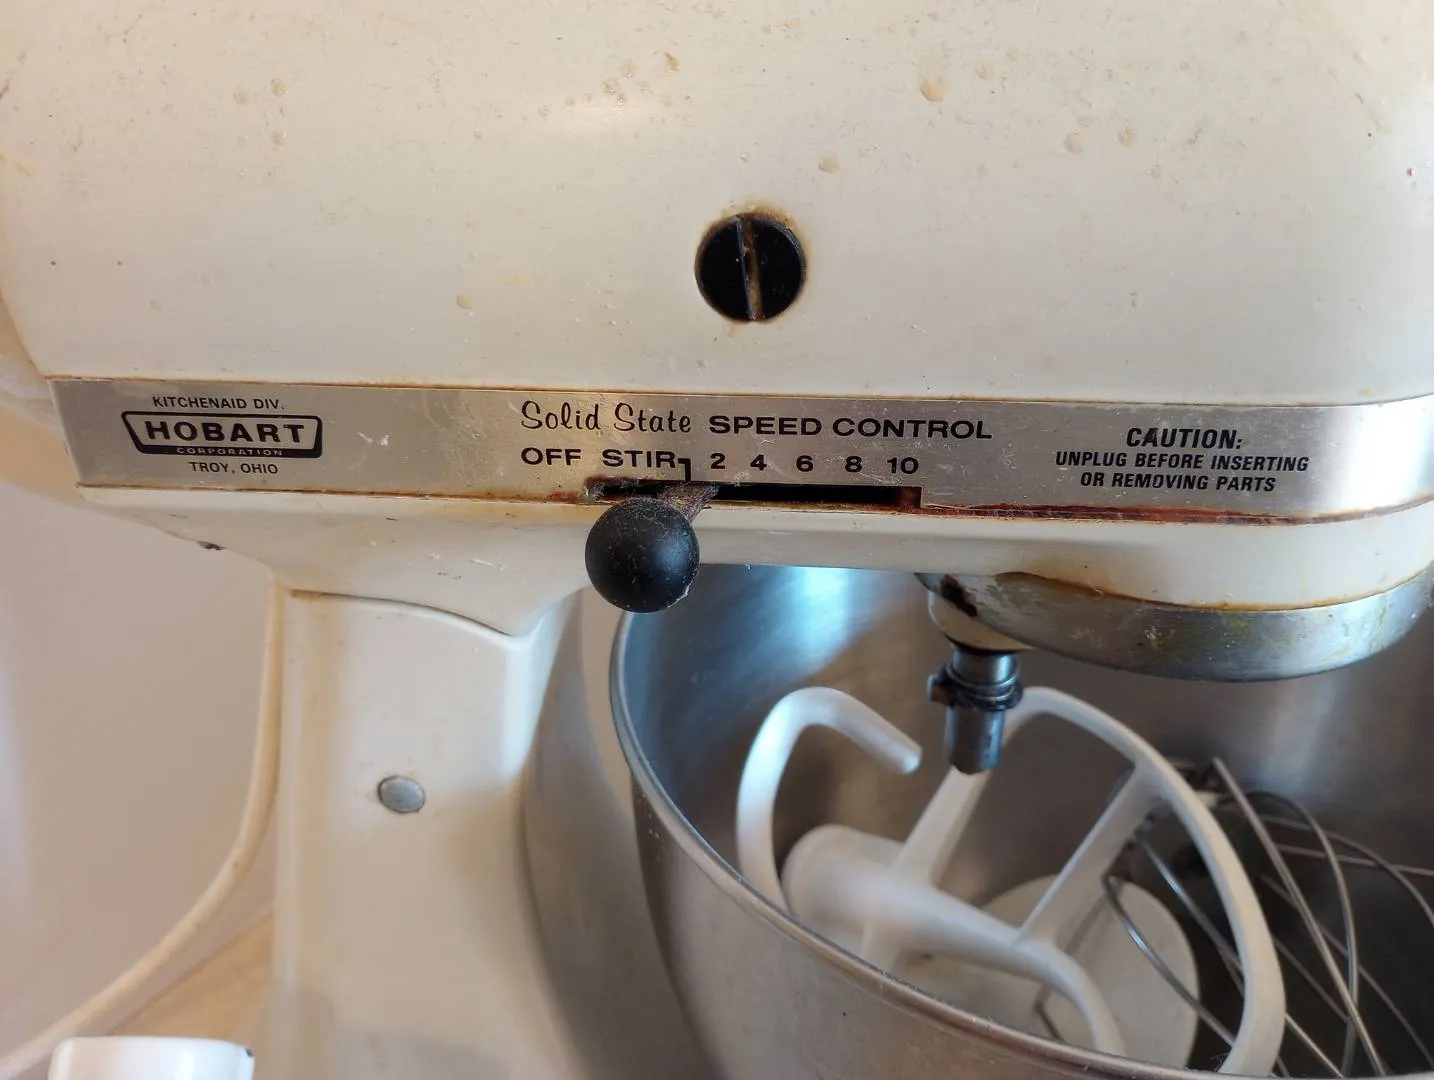 KITCHENAID DIV.
HOBART
CORPORATION
TROY, OHIO
Solid State SPEED CONTROL
OFF STIR 2 4 6 8 10
CAUTION:
UNPLUG BEFORE INSERTING
OR REMOVING PARTS